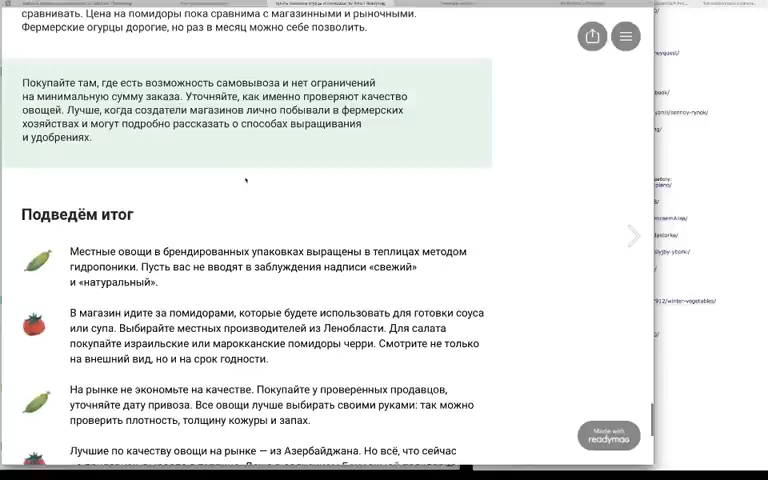 сравнивать. Цена на помидоры пока сравнима с магазинными и рыночными.
Фермерские огурцы дорогие, но раз в месяц можно себе позволить.
Покупайте там, где есть возможность самовывоза и нет ограничений
на минимальную сумму заказа. Уточняйте, как именно проверяют качество
овощей. Лучше, когда создатели магазинов лично побывали в фермерских
хозяйствах и могут подробно рассказать о способах выращивания
и удобрениях.
Подведём итог
Местные овощи в брендированных упаковках выращены в теплицах методом
гидропоники. Пусть вас не вводят в заблуждения надписи «свежий»
и «натуральный».
В магазин идите за помидорами, которые будете использовать для готовки соуса
или супа. Выбирайте местных производителей из Ленобласти. Для салата
покупайте израильские или марокканские помидоры черри. Смотрите не только
на внешний вид, но и на срок годности.
На рынке не экономьте на качестве. Покупайте у проверенных продавцов,
уточняйте дату привоза. Все овощи лучше выбирать своими руками: так можно
проверить плотность, толщину кожуры и запах.
Лучшие по качеству овощи на рынке — из Азербайджана. Но всё, что сейчас
Made with
readymag
/sennoy-rynok/
/winter-vegetables/